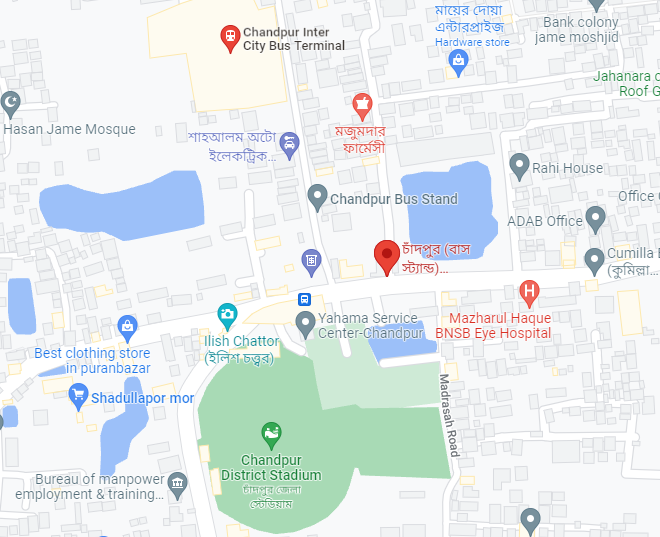 মায়ের দোয়া
এন্টারপ্রাইজ
Hardware store
Bank colony
jame moshjid
Chandpur Inter
City Bus Terminal
Jahanara
Roof G
Hasan Jame Mosque
শাহআলম অটো
ইলেকট্রিক...
মজুমদার
ফার্মেসী
Rahi House
Chandpur Bus Stand
Office
ADAB Office
চাঁদপুর (বাস
স্ট্যান্ড)...
Cumilla
(কুমিল্লা...
Mazharul Haque
BNSB Eye Hospital
Yahama Service
Center-Chandpur
Ilish Chattor
(ইলিশ চত্ত্বর)
Best clothing store
in puranbazar
Shadullapor mor
Madrasah Road
Chandpur
District Stadium
চাঁদপুর জেলা
স্টেডিয়াম
Bureau of manpower
employment & training...